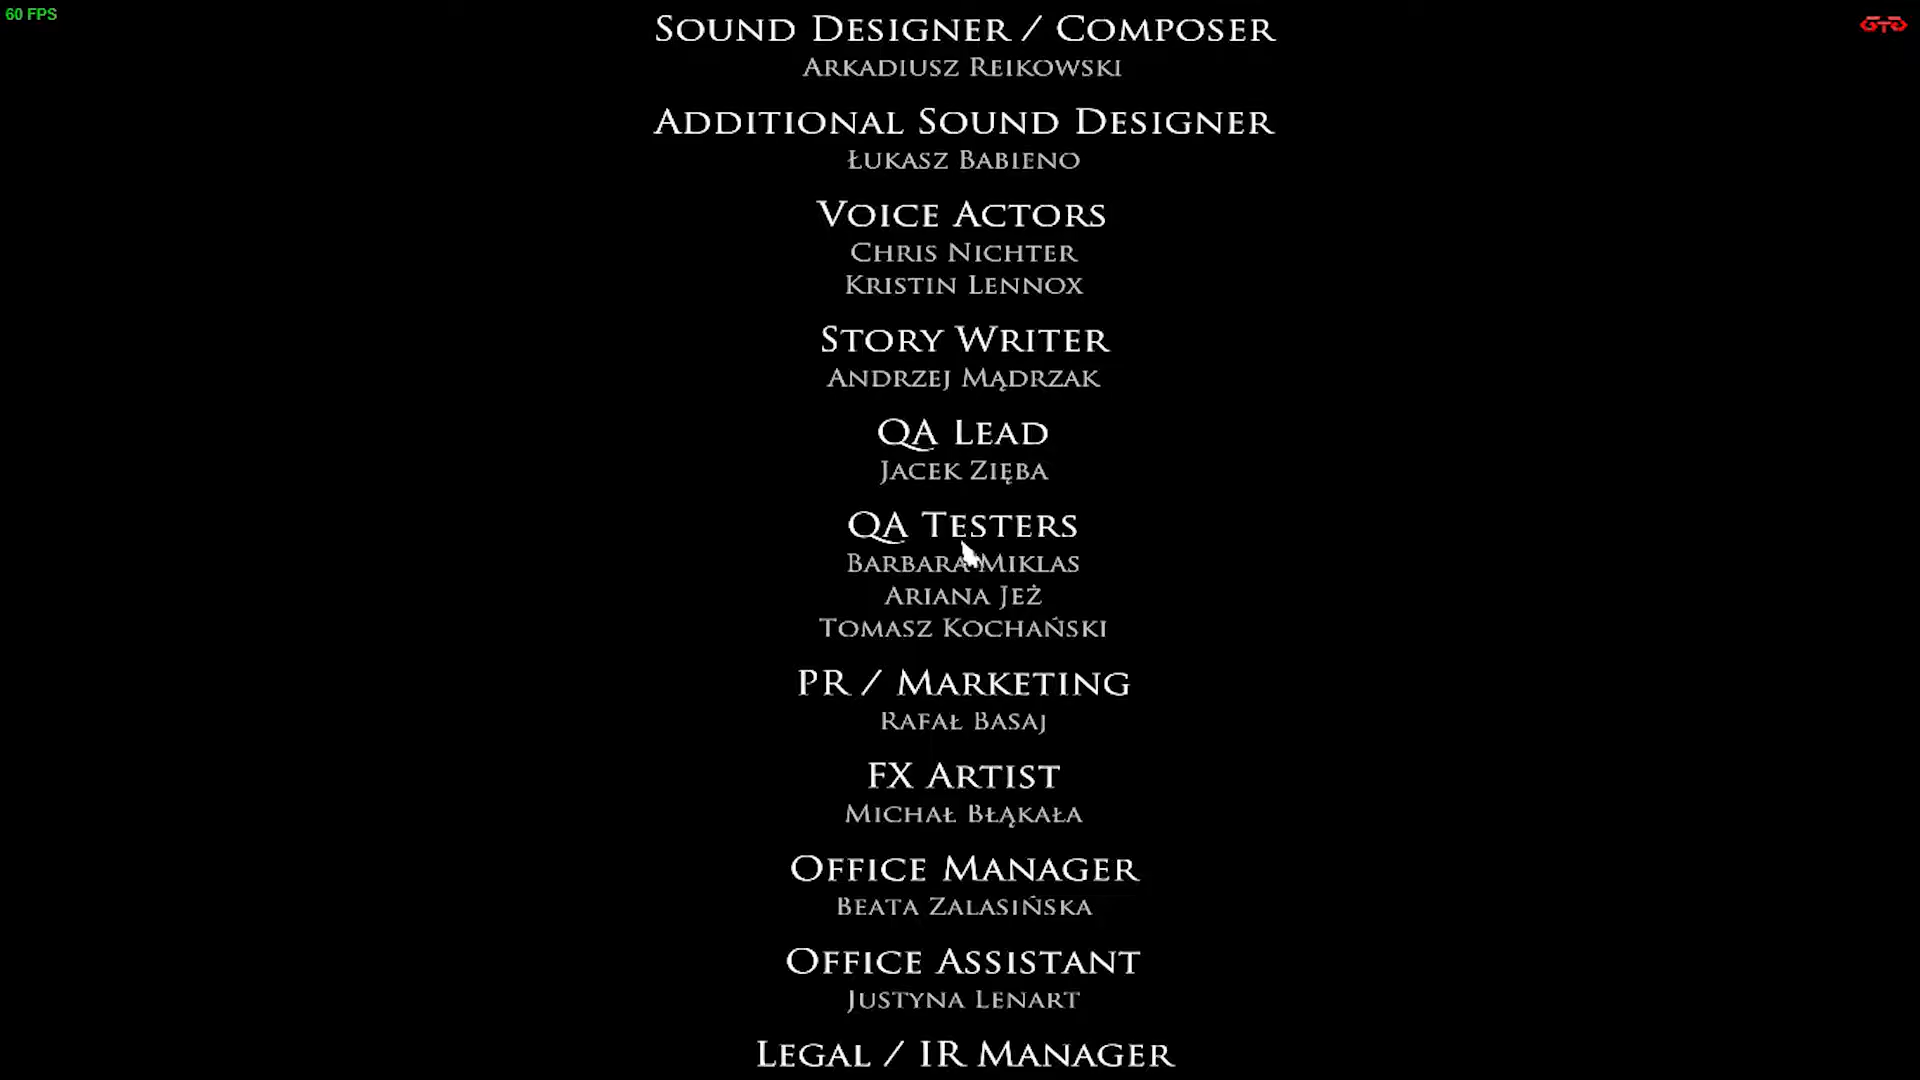 60 FPS
GTG
Sound Designer / Composer
Arkadiusz Reikowski
Additional Sound Designer
Łukasz Babieno
Voice Actors
Chris Nichter
Kristin Lennox
Story Writer
Andrzej Mądrzak
QA Lead
Jacek Zięba
QA Testers
Barbara Miklas
Ariana Jeż
Tomasz Kochański
PR / Marketing
Rafał Basaj
FX Artist
Michał Błąkała
Office Manager
Beata Zalasińska
Office Assistant
Justyna Lenart
Legal / IR Manager